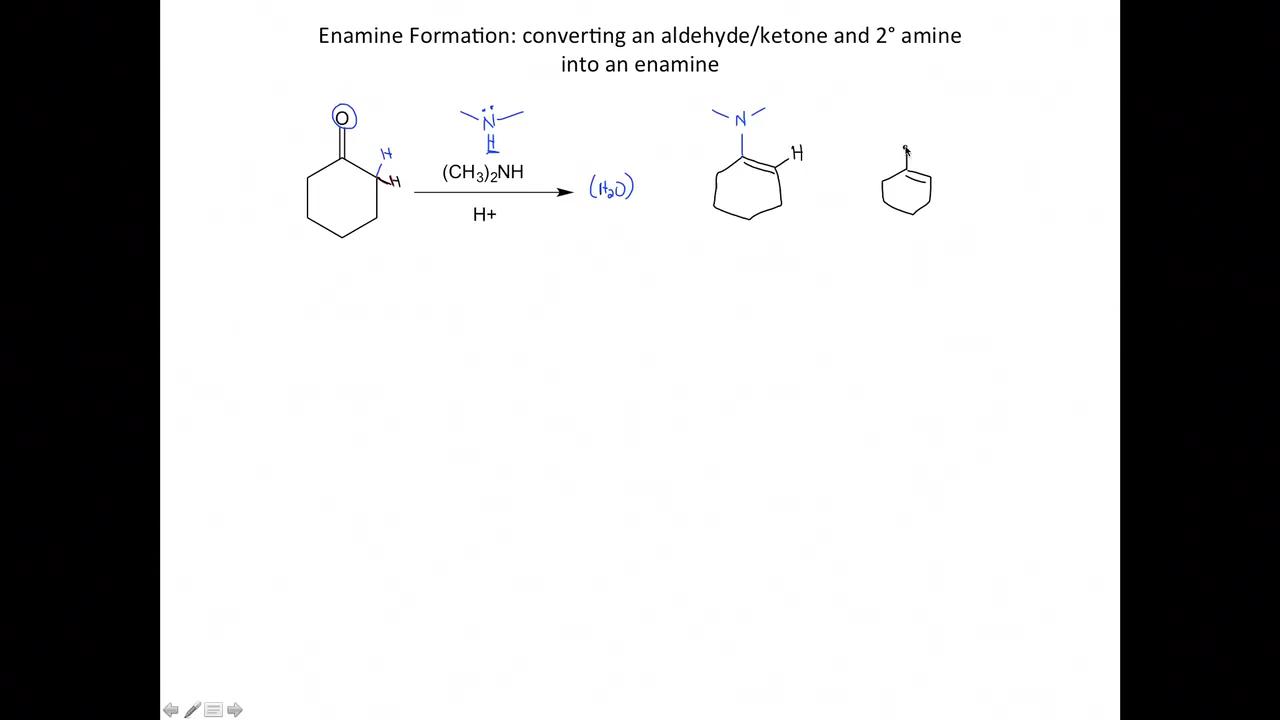 Enamine Formation: converting an aldehyde/ketone and 2° amine
into an enamine
O
H
H
N
H
(CH3)2NH
H+
(H2O)
N
H